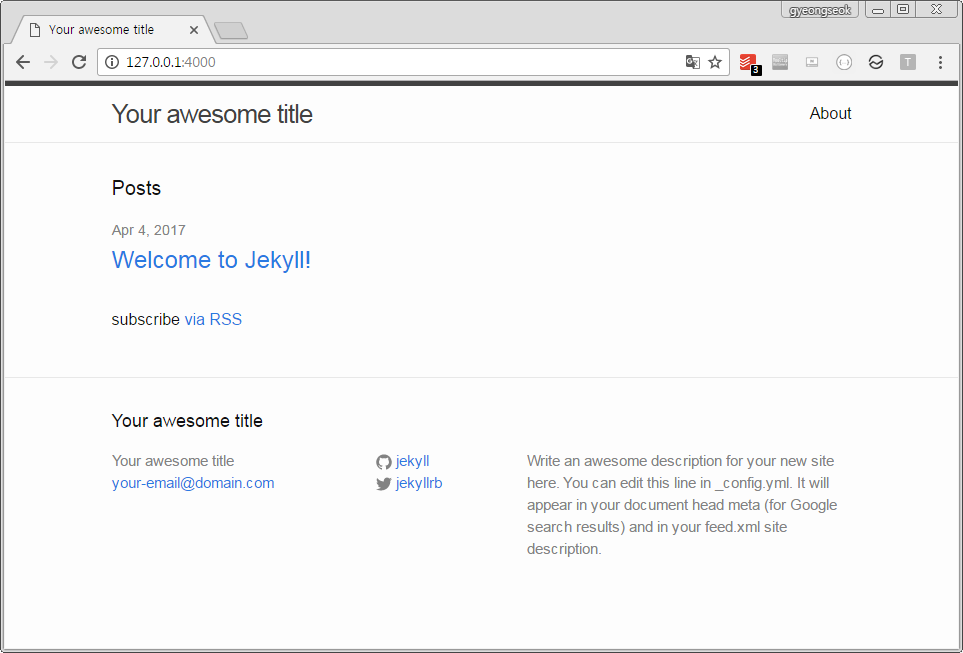 gyeongseok
Your awesome title
127.0.0.1:4000
3
T
Your awesome title
About
Posts
Apr 4, 2017
Welcome to Jekyll!
subscribe via RSS
Your awesome title
Your awesome title
your-email@domain.com
jekyll
jekyllrb
Write an awesome description for your new site
here. You can edit this line in _config.yml. It will
appear in your document head meta (for Google
search results) and in your feed.xml site
description.